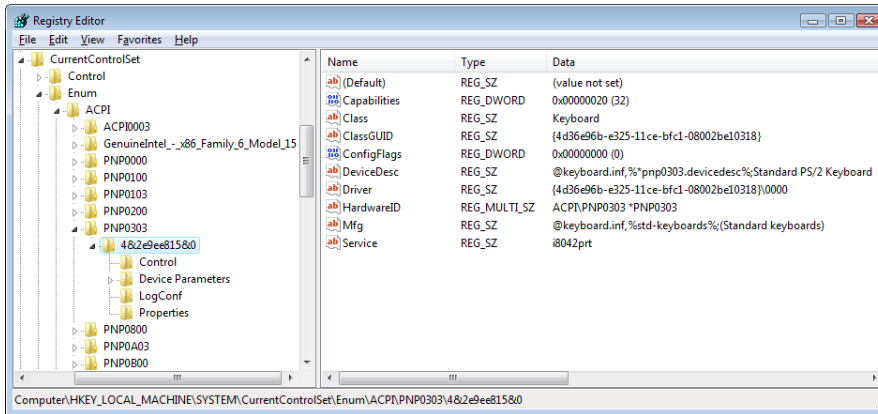 Registry Editor
File Edit View Favorites Help
CurrentControlSet
Control
Enum
ACPI
ACPI0003
GenuineIntel_-_x86_Family_6_Model_15
PNP0000
PNP0100
PNP0103
PNP0200
PNP0303
4&2e9ee815&0
Control
Device Parameters
LogConf
Properties
PNP0800
PNP0A03
PNP0B00
Name Type Data
(Default) REG_SZ (value not set)
Capabilities REG_DWORD 0x00000020 (32)
Class REG_SZ Keyboard
ClassGUID REG_SZ {4d36e96b-e325-11ce-bfc1-08002be10318}
ConfigFlags REG_DWORD 0x00000000 (0)
DeviceDesc REG_SZ @keyboard.inf,%*pnp0303.devicedesc%;Standard PS/2 Keyboard
Driver REG_SZ {4d36e96b-e325-11ce-bfc1-08002be10318}\0000
HardwareID REG_MULTI_SZ ACPI\PNP0303 *PNP0303
Mfg REG_SZ @keyboard.inf,%std-keyboards%;(Standard keyboards)
Service REG_SZ i8042prt
Computer\HKEY_LOCAL_MACHINE\SYSTEM\CurrentControlSet\Enum\ACPI\PNP0303\4&2e9ee815&0